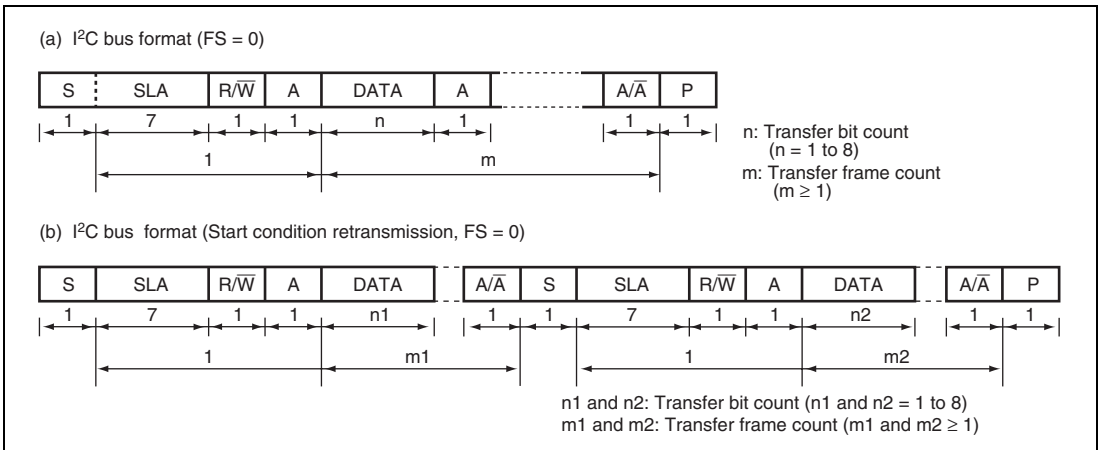 (a) I²C bus format (FS = 0)
S SLA R/W̅ A DATA A A/A̅ P
1 7 1 1 n 1 1 1
1 m
n: Transfer bit count
(n = 1 to 8)
m: Transfer frame count
(m ≥ 1)
(b) I²C bus format (Start condition retransmission, FS = 0)
S SLA R/W̅ A DATA A/A̅ S SLA R/W̅ A DATA A/A̅ P
1 7 1 1 n1 1 1 7 1 1 n2 1 1
1 m1 1 m2
n1 and n2: Transfer bit count (n1 and n2 = 1 to 8)
m1 and m2: Transfer frame count (m1 and m2 ≥ 1)